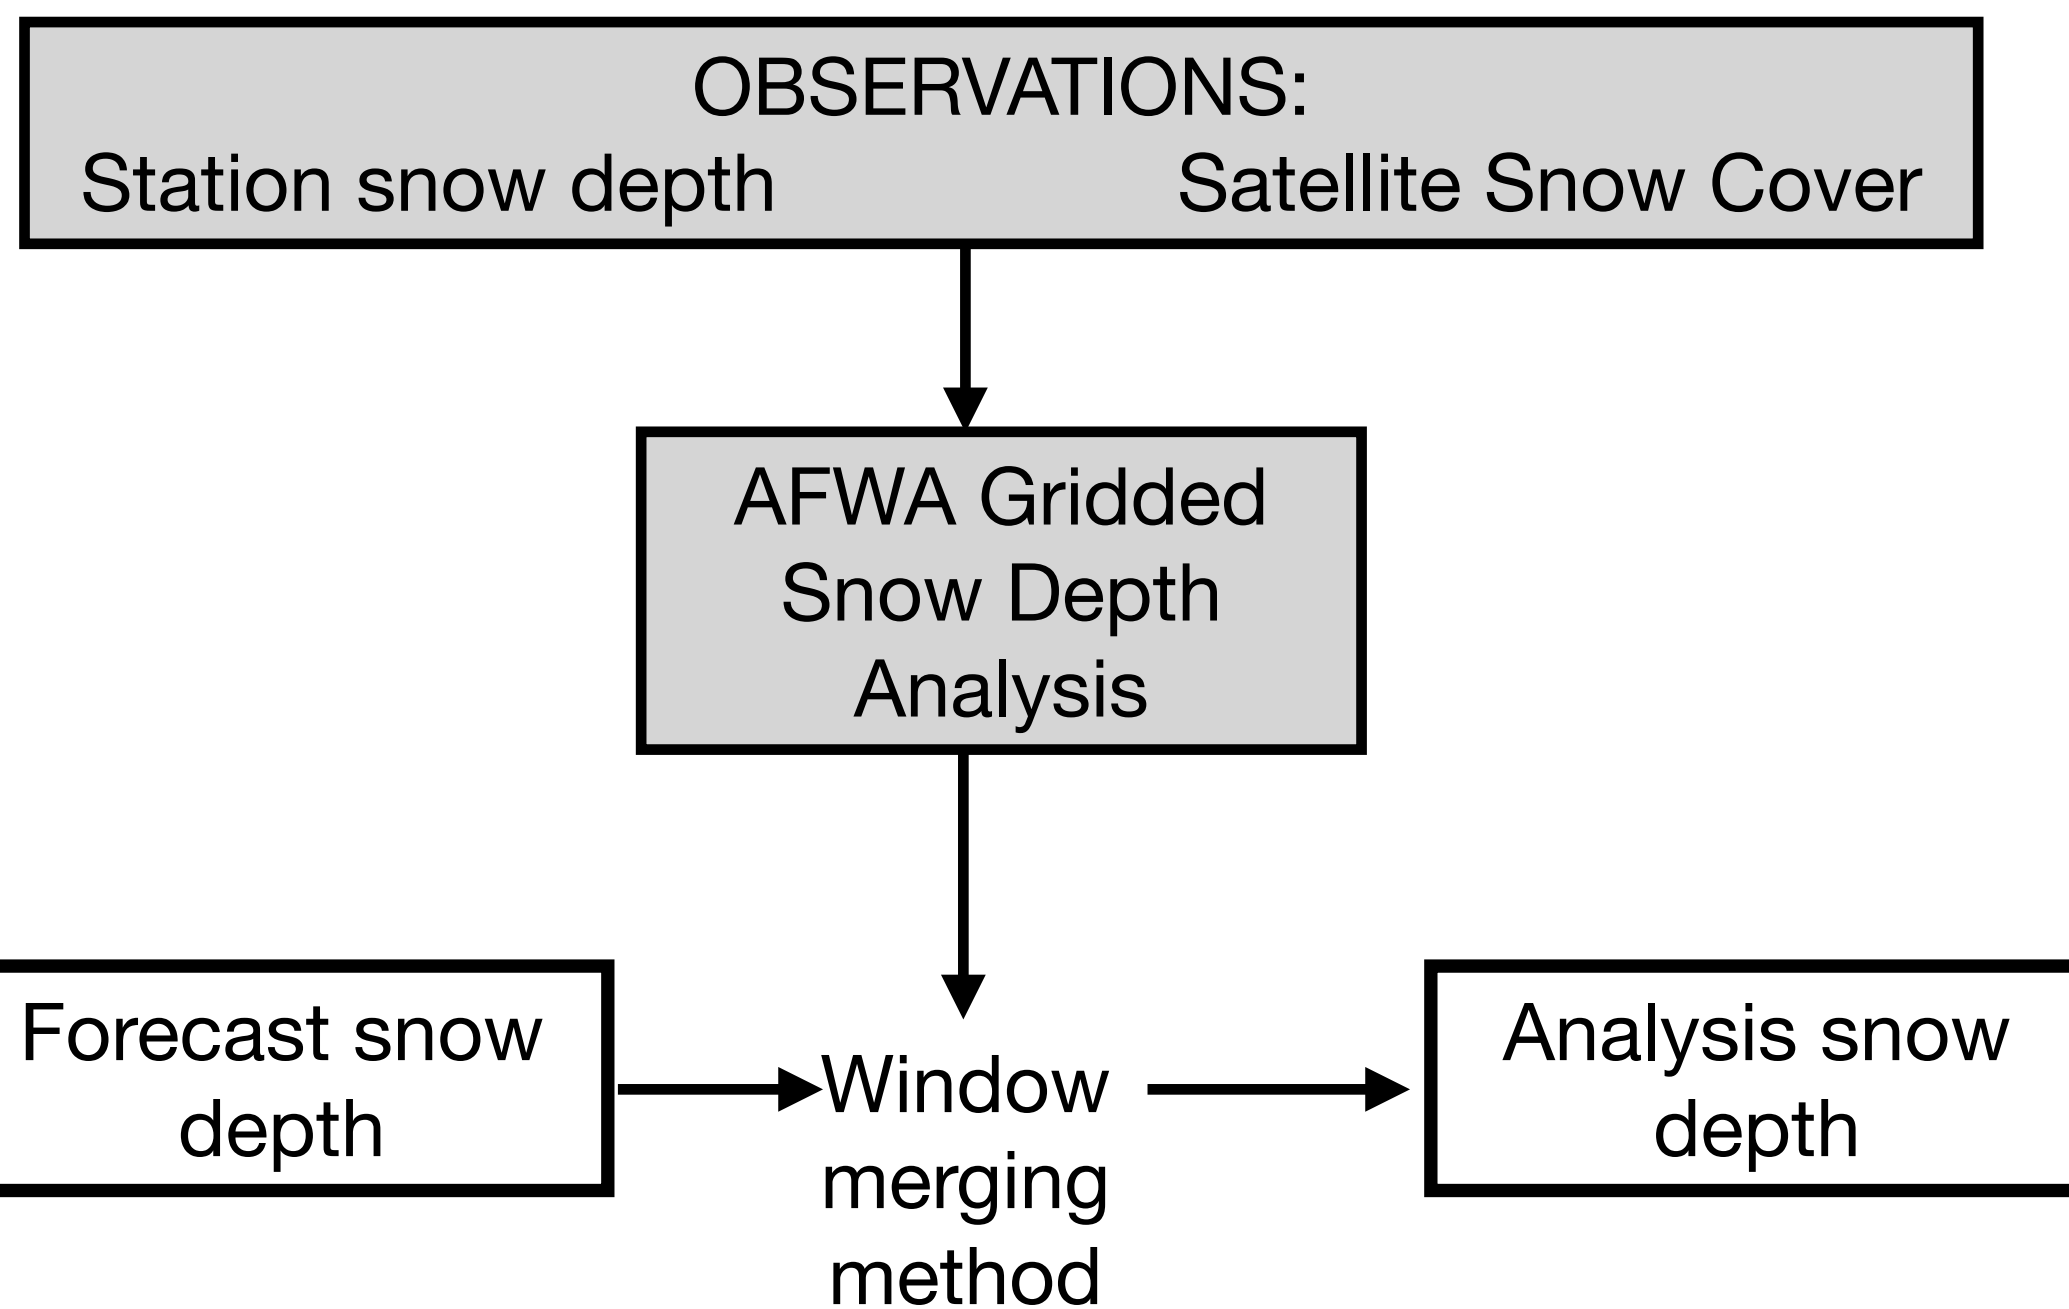 OBSERVATIONS:
Station snow depth Satellite Snow Cover
AFWA Gridded
Snow Depth
Analysis
Forecast snow
depth
Window
merging
method
Analysis snow
depth